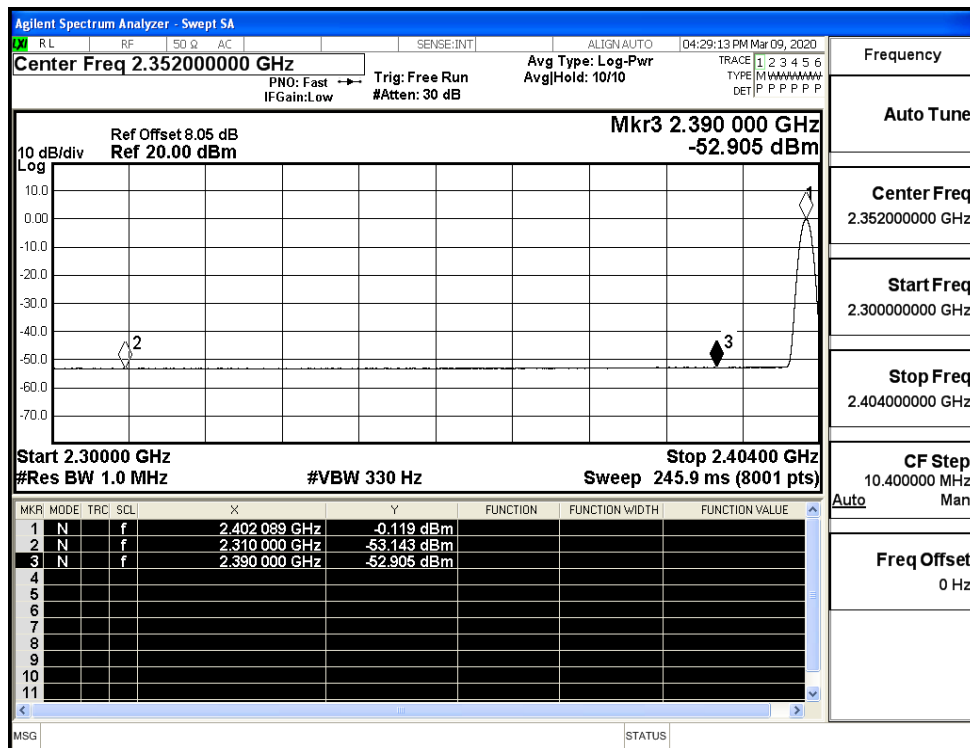 Agilent Spectrum Analyzer - Swept SA
LXI RL RF 50 Ω AC SENSE:INT ALIGN AUTO 04:29:13 PM Mar 09, 2020
Center Freq 2.352000000 GHz
PNO: Fast
IFGain:Low
Trig: Free Run
#Atten: 30 dB
Avg Type: Log-Pwr
Avg|Hold: 10/10
TRACE 1 2 3 4 5 6
TYPE M W W W W W
DET P P P P P P
Ref Offset 8.05 dB
Ref 20.00 dBm
10 dB/div
Log
Mkr3 2.390 000 GHz
-52.905 dBm
10.0
0.00
-10.0
-20.0
-30.0
-40.0
-50.0
-60.0
-70.0
1
2
3
Start 2.30000 GHz Stop 2.40400 GHz
#Res BW 1.0 MHz #VBW 330 Hz Sweep 245.9 ms (8001 pts)
MKR MODE TRC SCL X Y FUNCTION FUNCTION WIDTH FUNCTION VALUE
1 N f 2.402 089 GHz -0.119 dBm
2 N f 2.310 000 GHz -53.143 dBm
3 N f 2.390 000 GHz -52.905 dBm
4
5
6
7
8
9
10
11
MSG STATUS
Frequency
Auto Tune
Center Freq
2.352000000 GHz
Start Freq
2.300000000 GHz
Stop Freq
2.404000000 GHz
CF Step
10.400000 MHz
Auto Man
Freq Offset
0 Hz